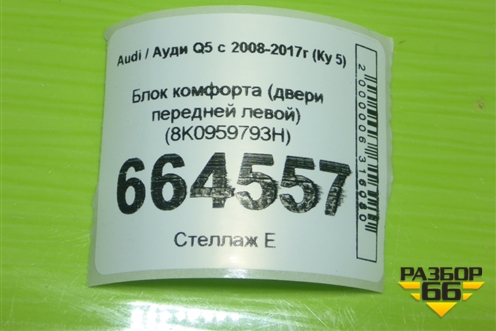 Audi / Ауди Q5 с 2008-2017г (Ку 5)
Блок комфорта (двери
передней левой)
(8K0959793H)
664557
Стеллаж Е
РАЗБОР
66